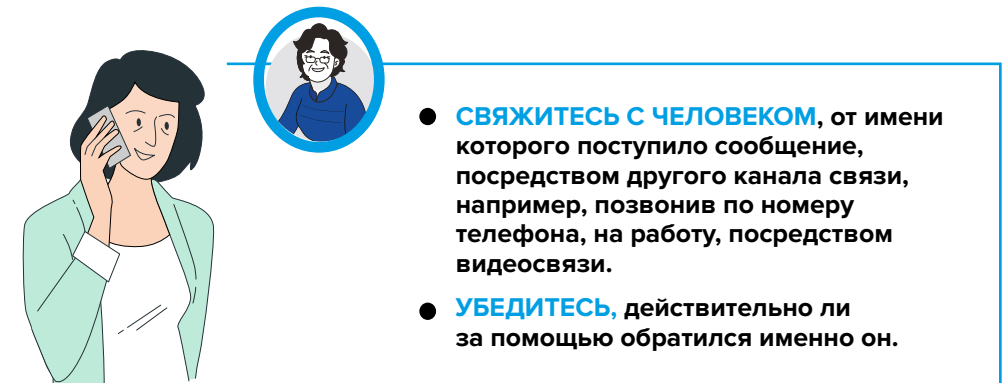 ● СВЯЖИТЕСЬ С ЧЕЛОВЕКОМ, от имени
которого поступило сообщение,
посредством другого канала связи,
например, позвонив по номеру
телефона, на работу, посредством
видеосвязи.
● УБЕДИТЕСЬ, действительно ли
за помощью обратился именно он.